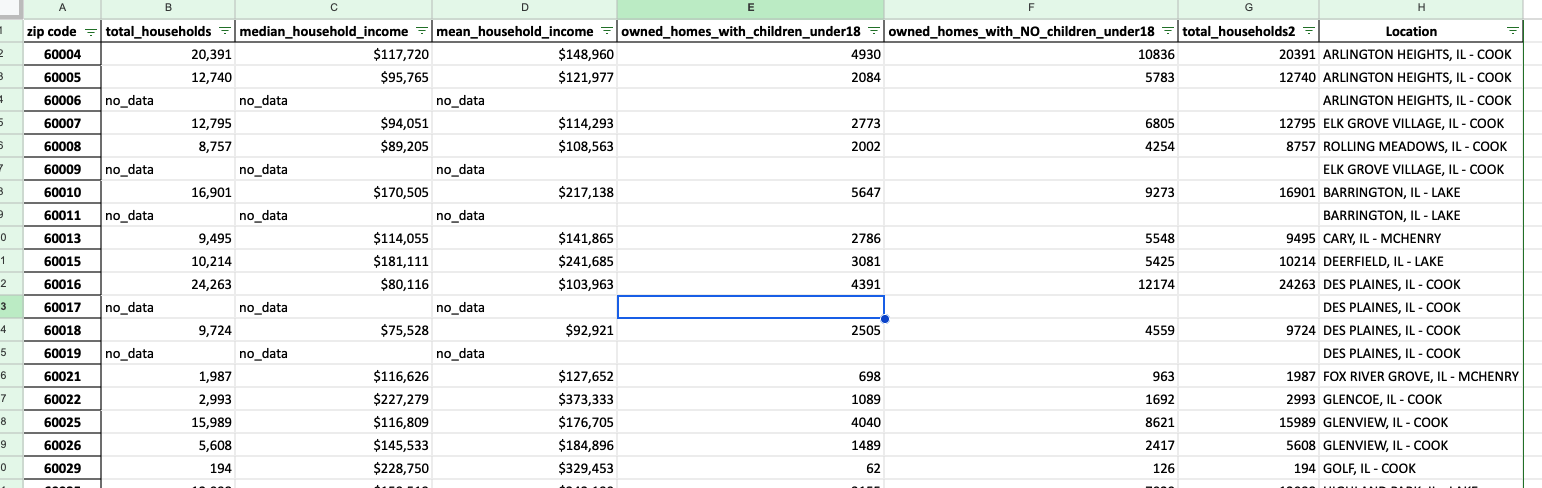 A B C D E F G H
1 zip code total_households median_household_income mean_household_income owned_homes_with_children_under18 owned_homes_with_NO_children_under18 total_households2 Location
2 60004 20,391 $117,720 $148,960 4930 10836 20391 ARLINGTON HEIGHTS, IL - COOK
3 60005 12,740 $95,765 $121,977 2084 5783 12740 ARLINGTON HEIGHTS, IL - COOK
4 60006 no_data no_data no_data ARLINGTON HEIGHTS, IL - COOK
5 60007 12,795 $94,051 $114,293 2773 6805 12795 ELK GROVE VILLAGE, IL - COOK
6 60008 8,757 $89,205 $108,563 2002 4254 8757 ROLLING MEADOWS, IL - COOK
7 60009 no_data no_data no_data ELK GROVE VILLAGE, IL - COOK
8 60010 16,901 $170,505 $217,138 5647 9273 16901 BARRINGTON, IL - LAKE
9 60011 no_data no_data no_data BARRINGTON, IL - LAKE
0 60013 9,495 $114,055 $141,865 2786 5548 9495 CARY, IL - MCHENRY
1 60015 10,214 $181,111 $241,685 3081 5425 10214 DEERFIELD, IL - LAKE
2 60016 24,263 $80,116 $103,963 4391 12174 24263 DES PLAINES, IL - COOK
3 60017 no_data no_data no_data DES PLAINES, IL - COOK
4 60018 9,724 $75,528 $92,921 2505 4559 9724 DES PLAINES, IL - COOK
5 60019 no_data no_data no_data DES PLAINES, IL - COOK
6 60021 1,987 $116,626 $127,652 698 963 1987 FOX RIVER GROVE, IL - MCHENRY
7 60022 2,993 $227,279 $373,333 1089 1692 2993 GLENCOE, IL - COOK
8 60025 15,989 $116,809 $176,705 4040 8621 15989 GLENVIEW, IL - COOK
9 60026 5,608 $145,533 $184,896 1489 2417 5608 GLENVIEW, IL - COOK
0 60029 194 $228,750 $329,453 62 126 194 GOLF, IL - COOK